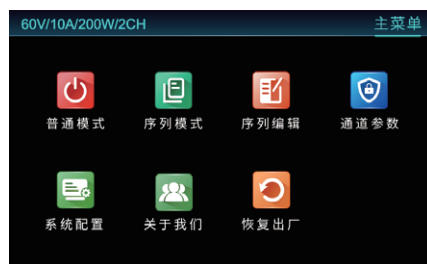 60V/10A/200W/2CH 主菜单
普通模式 序列模式 序列编辑 通道参数
系统配置 关于我们 恢复出厂